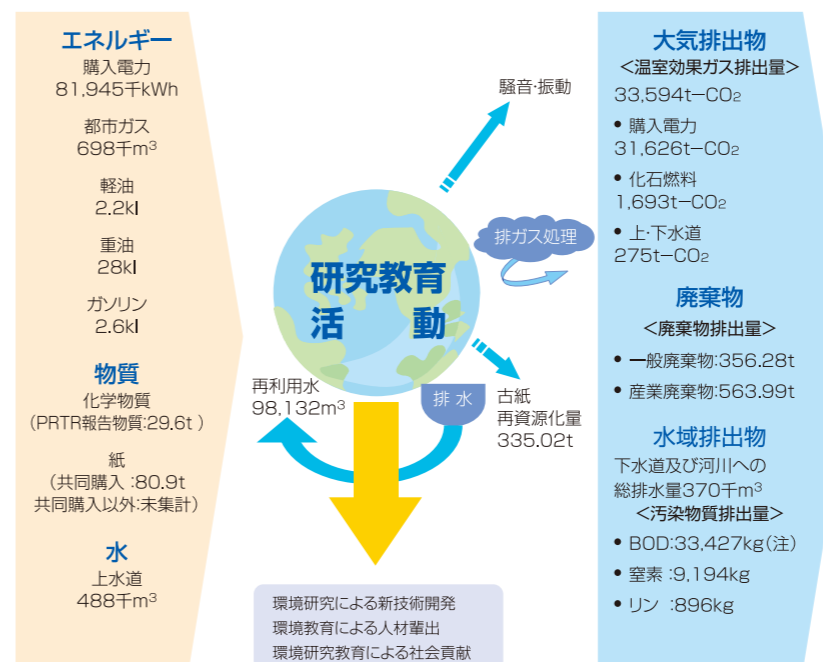 エネルギー
購入電力
81,945千kWh
都市ガス
698千m³
軽油
2.2kl
重油
28kl
ガソリン
2.6kl
物質
化学物質
(PRTR報告物質:29.6t )
紙
(共同購入 :80.9t
共同購入以外:未集計)
水
上水道
488千m³
騒音·振動
排ガス処理
研究教育
活 動
再利用水
98,132m³
排 水
古紙
再資源化量
335.02t
環境研究による新技術開発
環境教育による人材輩出
環境研究教育による社会貢献
大気排出物
<温室効果ガス排出量>
33,594t−CO₂
• 購入電力
31,626t−CO₂
• 化石燃料
1,693t−CO₂
• 上·下水道
275t−CO₂
廃棄物
<廃棄物排出量>
• 一般廃棄物:356.28t
• 産業廃棄物:563.99t
水域排出物
下水道及び河川への
総排水量370千m³
<汚染物質排出量>
• BOD:33,427kg(注)
• 窒素 :9,194kg
• リン :896kg